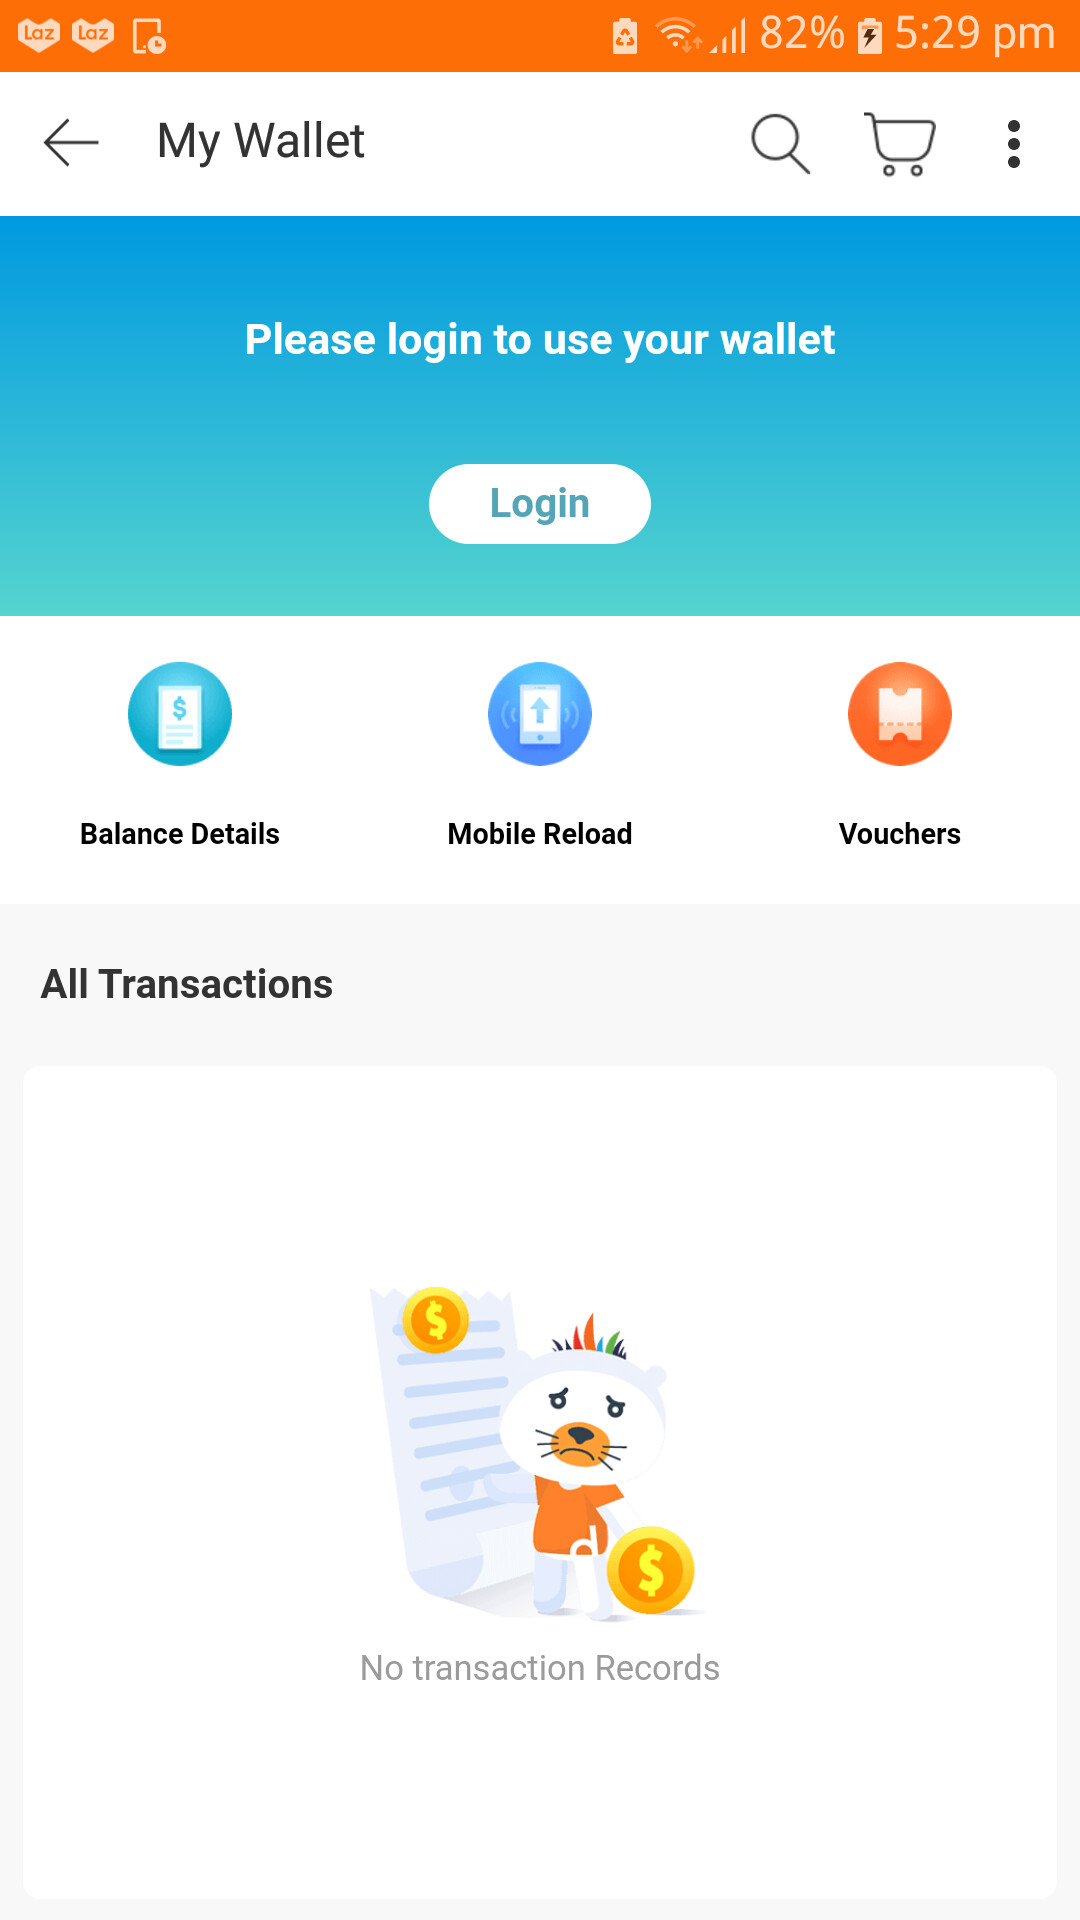 Laz Laz 82% 5:29 pm
My Wallet
Please login to use your wallet
Login
$
Balance Details Mobile Reload Vouchers
All Transactions
$
d $
No transaction Records